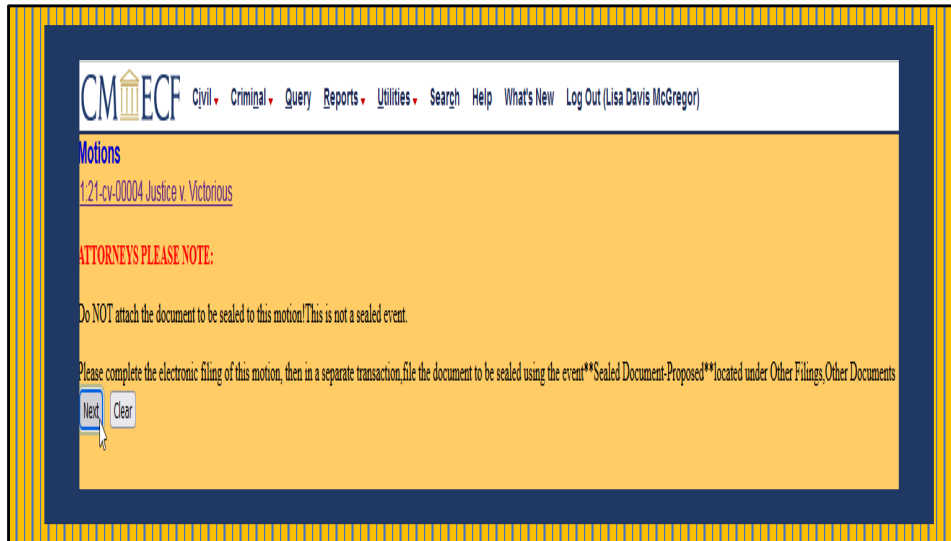 CM ECF Civil Criminal Query Reports Utilities Search Help What's New Log Out (Lisa Davis McGregor)
Motions
1:21-cv-00004 Justice v. Victorious
ATTORNEYS PLEASE NOTE:
Do NOT attach the document to be sealed to this motion!This is not a sealed event.
Please complete the electronic filing of this motion, then in a separate transaction,file the document to be sealed using the event**Sealed Document-Proposed**located under Other Filings,Other Documents
Next Clear